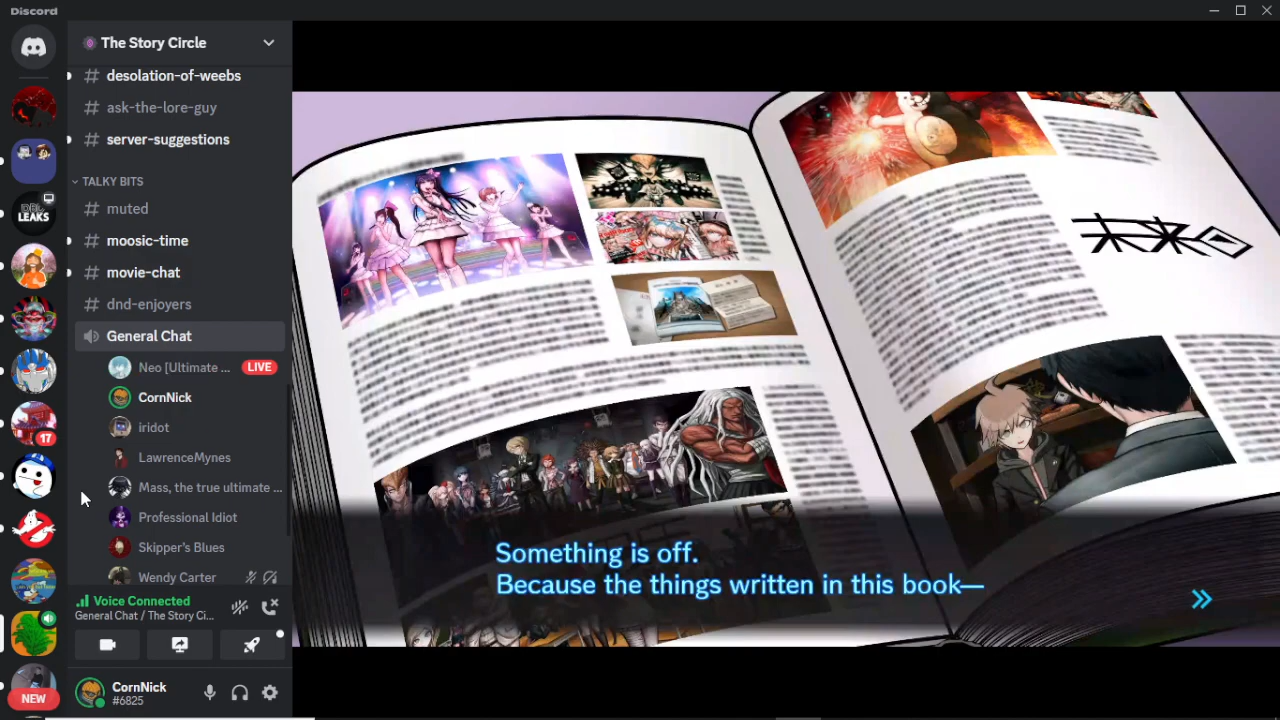 Discord
The Story Circle
desolation-of-weebs
ask-the-lore-guy
server-suggestions
TALKY BITS
muted
moosic-time
movie-chat
dnd-enjoyers
General Chat
Neo [Ultimate ...
LIVE
CornNick
iridot
LawrenceMynes
Mass, the true ultimate ...
Professional Idiot
Skipper's Blues
Wendy Carter
Voice Connected
General Chat / The Story Ci...
CornNick
#6825
LEAKS
17
NEW
未来
Something is off.
Because the things written in this book—